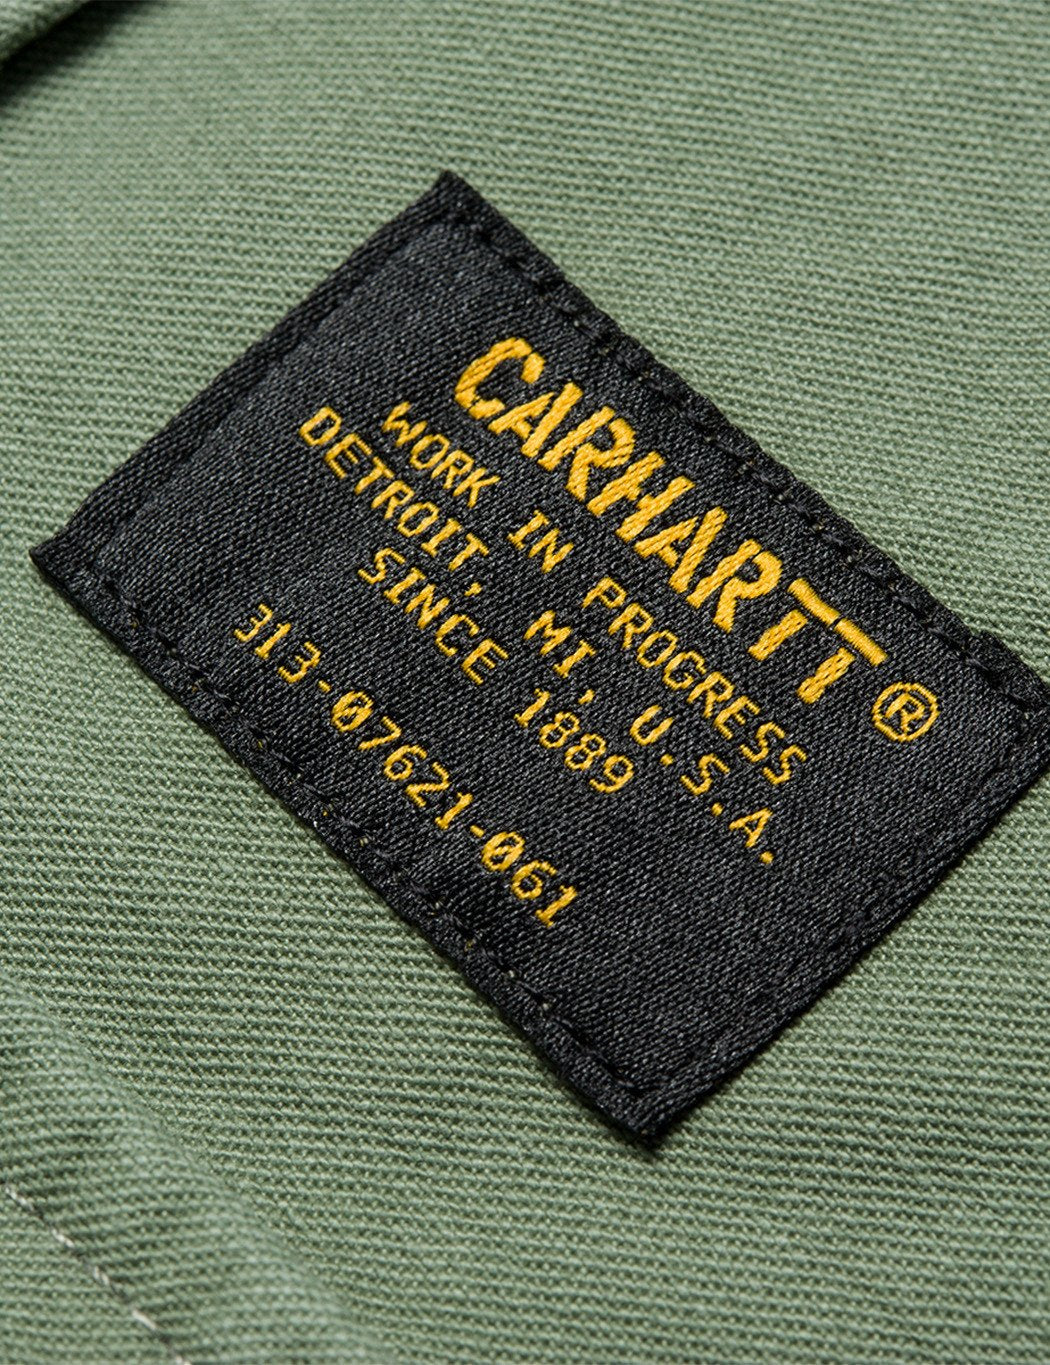 CARHARTT ®
WORK IN PROGRESS
DETROIT, MI, U.S.A.
SINCE 1889
313-07621-061